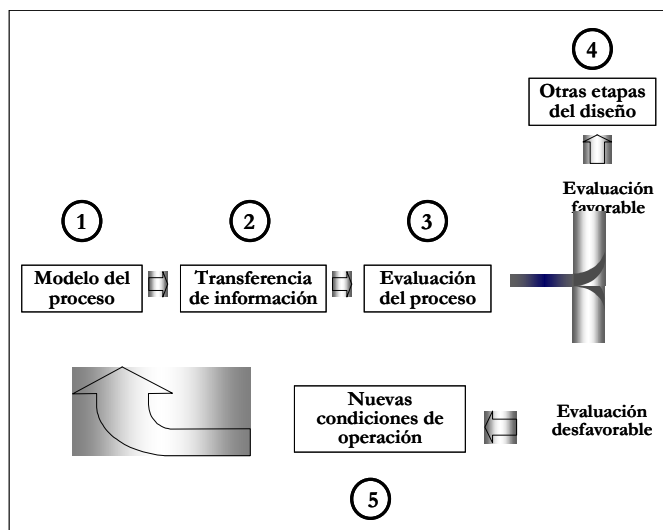 4
Otras etapas
del diseño
Evaluación
favorable
1
2
3
Modelo del
proceso
Transferencia
de información
Evaluación
del proceso
Nuevas
condiciones de
operación
Evaluación
desfavorable
5